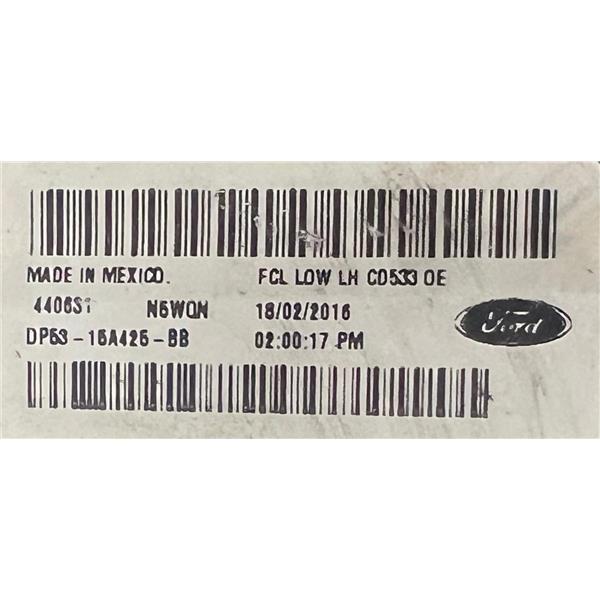 MADE IN MEXICO. FCL LOW LH CD533 OE
4406S1 N5WQN 18/02/2016
DP53-15A425-BB 02:00:17 PM
Ford